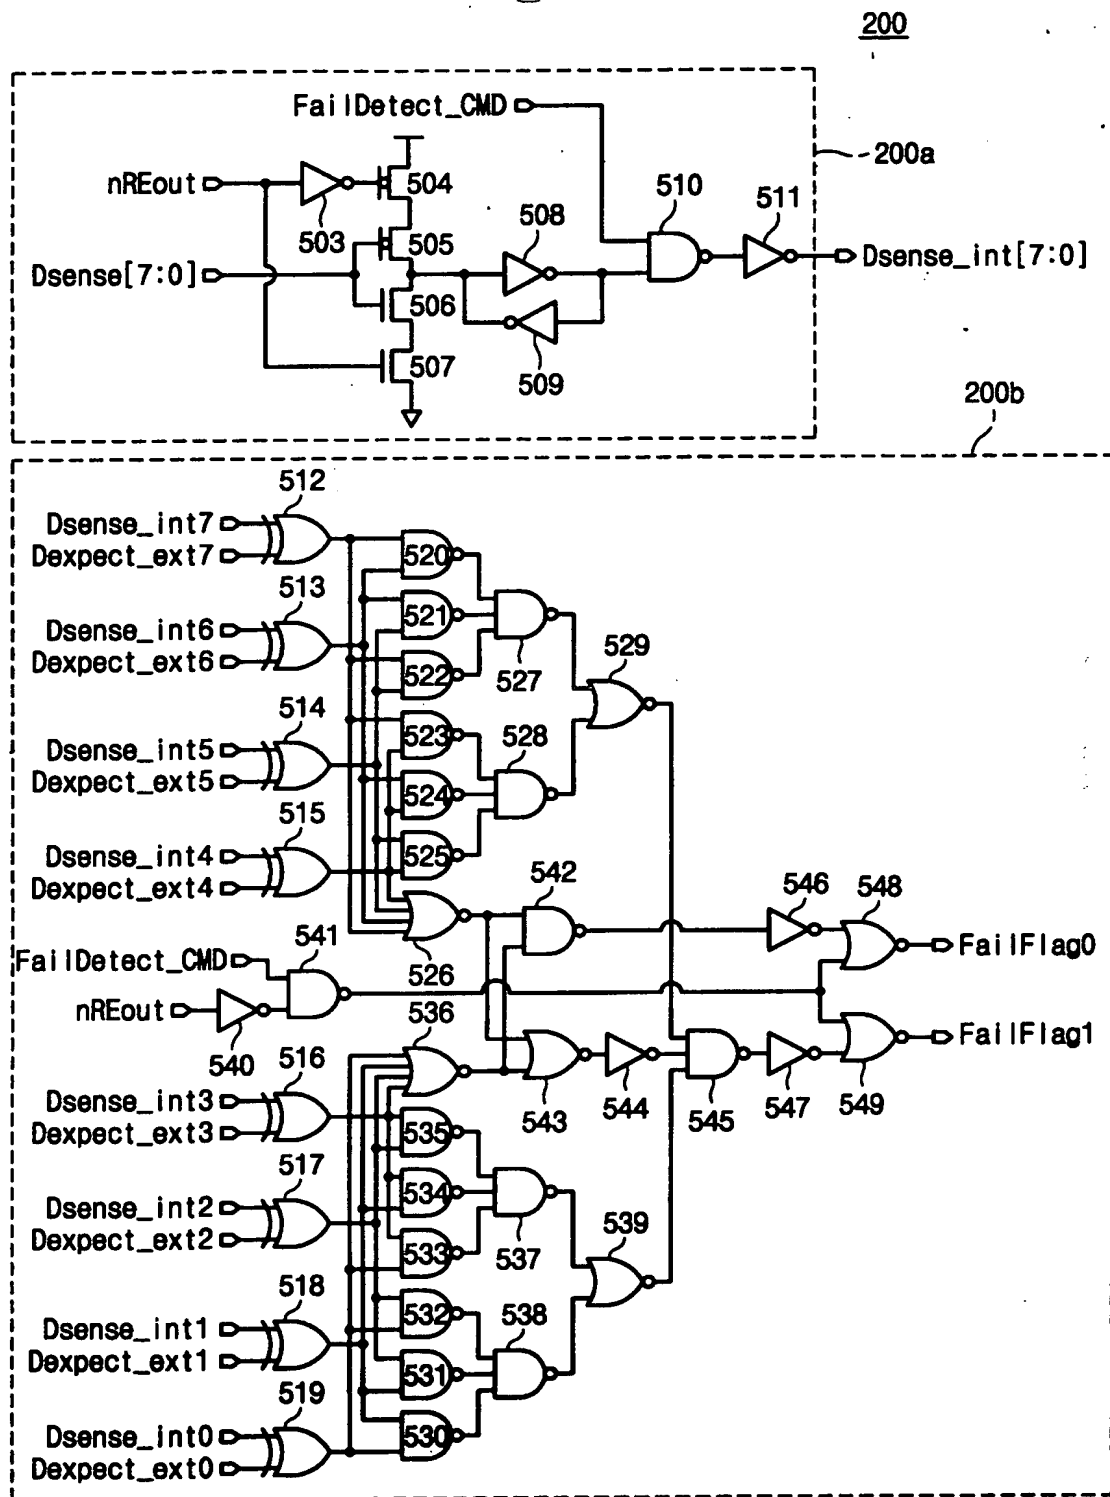 200
FailDetect_CMD
200a
nREout
504
503
510
511
508
505
Dsense[7:0]
Dsense_int[7:0]
506
507
509
200b
512
Dsense_int7
Dexpect_ext7
520
513
521
Dsense_int6
Dexpect_ext6
522
527
529
514
523
528
Dsense_int5
Dexpect_ext5
524
515
525
Dsense_int4
Dexpect_ext4
542
546
548
541
526
FailDetect_CMD
FailFlag0
nREout
540
536
FailFlag1
516
543
544
545
547
549
Dsense_int3
Dexpect_ext3
535
517
534
Dsense_int2
Dexpect_ext2
533
537
539
518
532
538
Dsense_int1
Dexpect_ext1
531
519
530
Dsense_int0
Dexpect_ext0